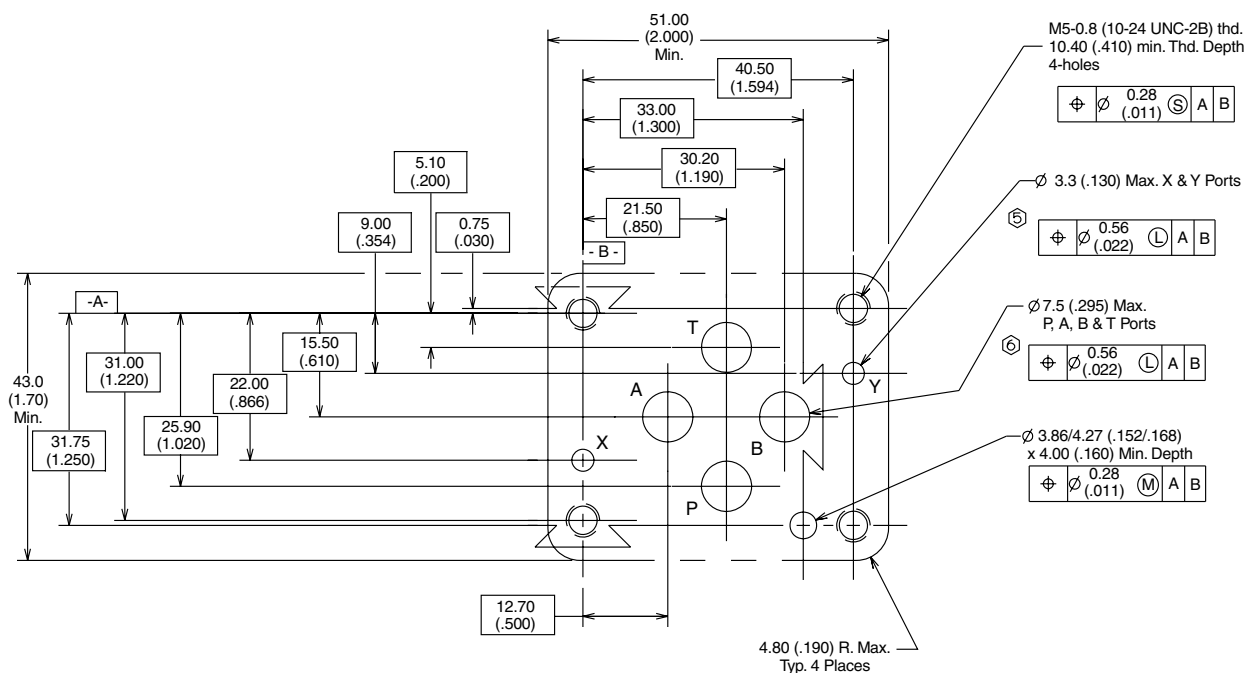 51.00
(2.000)
Min.
M5-0.8 (10-24 UNC-2B) thd.
10.40 (.410) min. Thd. Depth
4-holes
⌖ Ø 0.28 (.011) Ⓢ A B
40.50
(1.594)
33.00
(1.300)
30.20
(1.190)
21.50
(.850)
5.10
(.200)
9.00
(.354)
0.75
(.030)
- B -
Ø 3.3 (.130) Max. X & Y Ports
5
⌖ Ø 0.56 (.022) Ⓛ A B
-A-
Ø 7.5 (.295) Max.
P, A, B & T Ports
6
⌖ Ø 0.56 (.022) Ⓛ A B
T
15.50
(.610)
31.00
(1.220)
22.00
(.866)
43.0
(1.70)
Min.
A
Y
25.90
(1.020)
31.75
(1.250)
X
B
P
Ø 3.86/4.27 (.152/.168)
x 4.00 (.160) Min. Depth
⌖ Ø 0.28 (.011) Ⓜ A B
12.70
(.500)
4.80 (.190) R. Max.
Typ. 4 Places